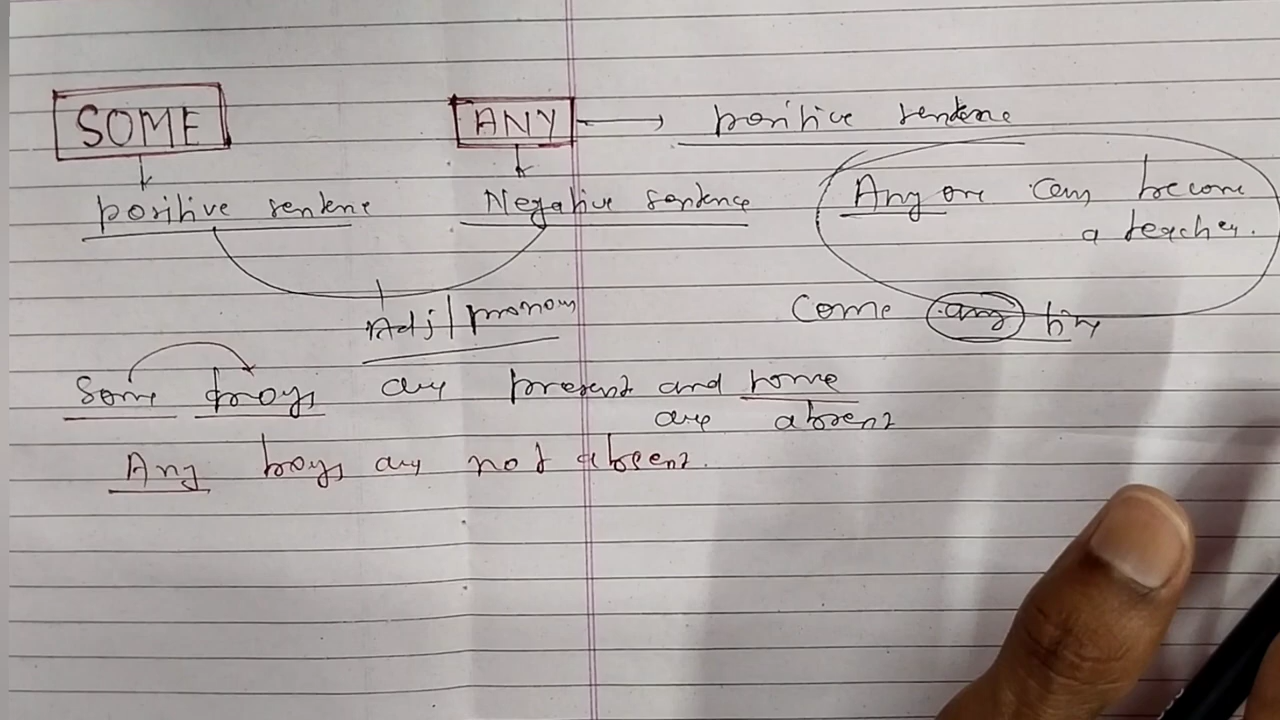 SOME
ANY → positive sentence
positive sentence
Negative sentence
Any one can become
a teacher.
Adj/pronoun
Come any time
Some boys are present and some
are absent
Any boys are not absent.